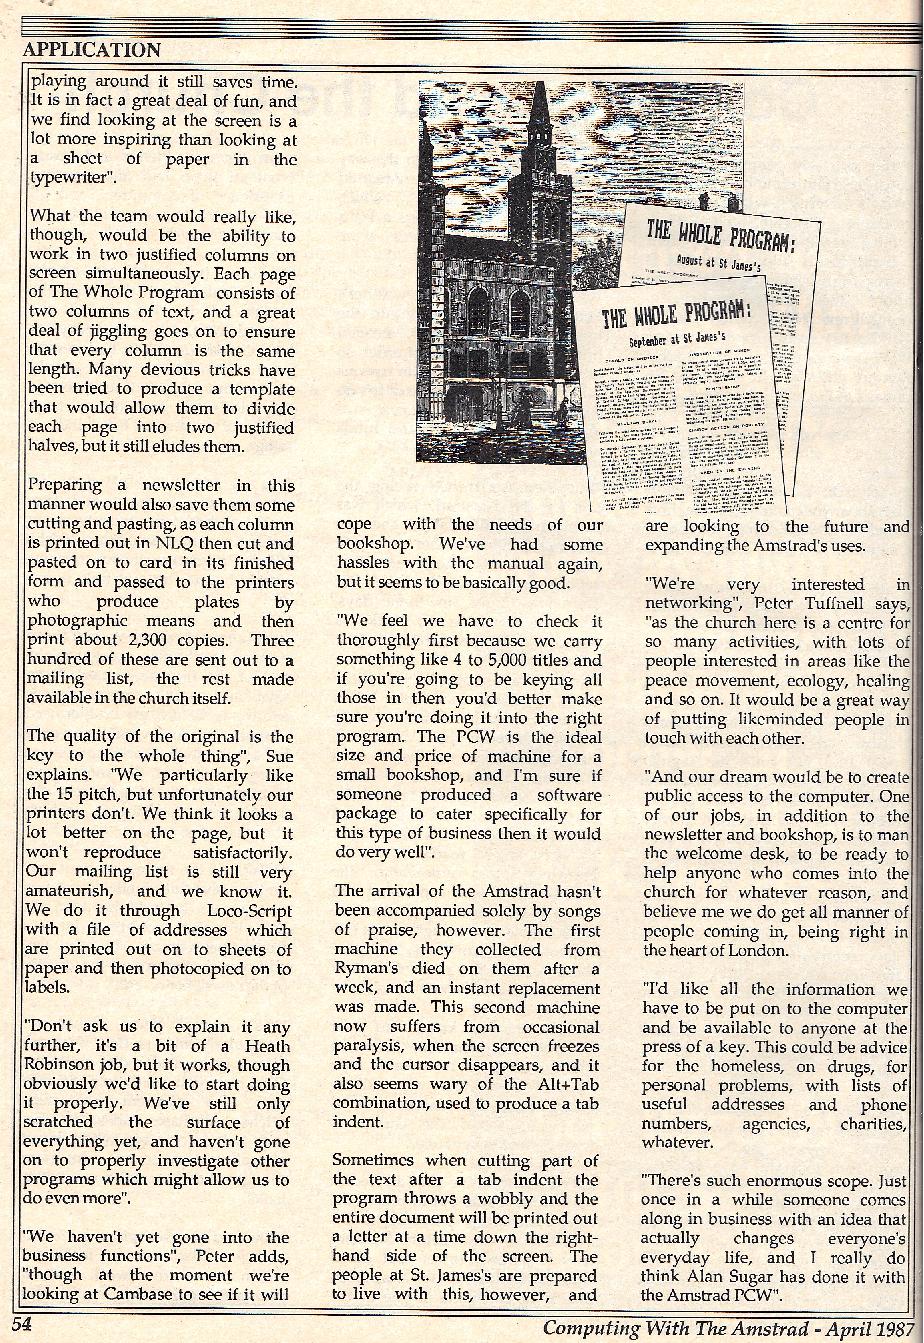 APPLICATION
playing around it still saves time.
It is in fact a great deal of fun, and
we find looking at the screen is a
lot more inspiring than looking at
a sheet of paper in the
typewriter".
What the team would really like,
though, would be the ability to
work in two justified columns on
screen simultaneously. Each page
of The Whole Program consists of
two columns of text, and a great
deal of jiggling goes on to ensure
that every column is the same
length. Many devious tricks have
been tried to produce a template
that would allow them to divide
each page into two justified
halves, but it still eludes them.
Preparing a newsletter in this
manner would also save them some
cutting and pasting, as each column
is printed out in NLQ then cut and
pasted on to card in its finished
form and passed to the printers
who produce plates by
photographic means and then
print about 2,300 copies. Three
hundred of these are sent out to a
mailing list, the rest made
available in the church itself.
The quality of the original is the
key to the whole thing", Sue
explains. "We particularly like
the 15 pitch, but unfortunately our
printers don't. We think it looks a
lot better on the page, but it
won't reproduce satisfactorily.
Our mailing list is still very
amateurish, and we know it.
We do it through Loco-Script
with a file of addresses which
are printed out on to sheets of
paper and then photocopied on to
labels.
"Don't ask us to explain it any
further, it's a bit of a Heath
Robinson job, but it works, though
obviously we'd like to start doing
it properly. We've still only
scratched the surface of
everything yet, and haven't gone
on to properly investigate other
programs which might allow us to
do even more".
"We haven't yet gone into the
business functions", Peter adds,
"though at the moment we're
looking at Cambase to see if it will
THE WHOLE PROGRAM:
August at St James's
THE WHOLE PROGRAM:
September at St James's
cope with the needs of our
bookshop. We've had some
hassles with the manual again,
but it seems to be basically good.
"We feel we have to check it
thoroughly first because we carry
something like 4 to 5,000 titles and
if you're going to be keying all
those in then you'd better make
sure you're doing it into the right
program. The PCW is the ideal
size and price of machine for a
small bookshop, and I'm sure if
someone produced a software
package to cater specifically for
this type of business then it would
do very well".
The arrival of the Amstrad hasn't
been accompanied solely by songs
of praise, however. The first
machine they collected from
Ryman's died on them after a
week, and an instant replacement
was made. This second machine
now suffers from occasional
paralysis, when the screen freezes
and the cursor disappears, and it
also seems wary of the Alt+Tab
combination, used to produce a tab
indent.
Sometimes when cutting part of
the text after a tab indent the
program throws a wobbly and the
entire document will be printed out
a letter at a time down the right-
hand side of the screen. The
people at St. James's are prepared
to live with this, however, and
are looking to the future and
expanding the Amstrad's uses.
"We're very interested in
networking", Peter Tuffnell says,
"as the church here is a centre for
so many activities, with lots of
people interested in areas like the
peace movement, ecology, healing
and so on. It would be a great way
of putting likeminded people in
touch with each other.
"And our dream would be to create
public access to the computer. One
of our jobs, in addition to the
newsletter and bookshop, is to man
the welcome desk, to be ready to
help anyone who comes into the
church for whatever reason, and
believe me we do get all manner of
people coming in, being right in
the heart of London.
"I'd like all the information we
have to be put on to the computer
and be available to anyone at the
press of a key. This could be advice
for the homeless, on drugs, for
personal problems, with lists of
useful addresses and phone
numbers, agencies, charities,
whatever.
"There's such enormous scope. Just
once in a while someone comes
along in business with an idea that
actually changes everyone's
everyday life, and I really do
think Alan Sugar has done it with
the Amstrad PCW".
54
Computing With The Amstrad - April 1987